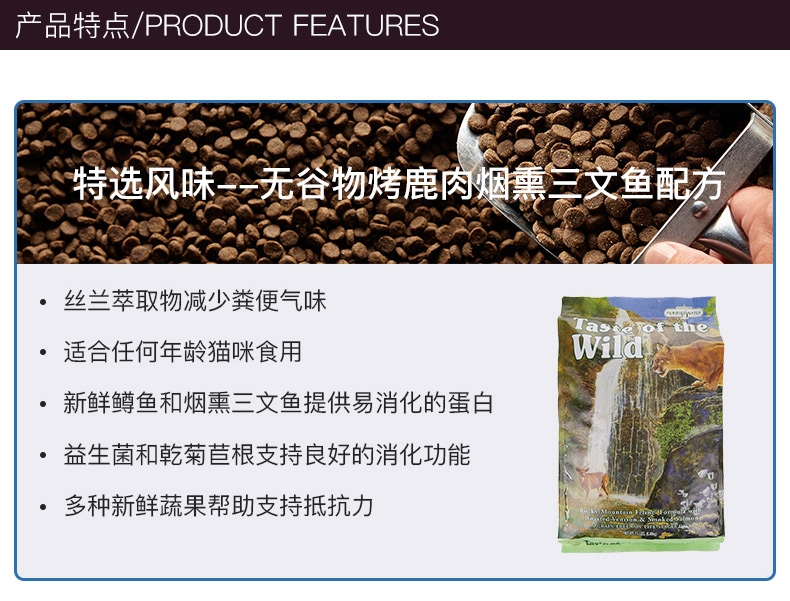 产品特点/PRODUCT FEATURES
特选风味--无谷物烤鹿肉烟熏三文鱼配方
• 丝兰萃取物减少粪便气味
• 适合任何年龄猫咪食用
• 新鲜鳟鱼和烟熏三文鱼提供易消化的蛋白
• 益生菌和乾菊苣根支持良好的消化功能
• 多种新鲜蔬果帮助支持抵抗力
Taste of the
Wild
Rocky Mountain Feline Formula with
Roasted Venison & Smoked Salmon